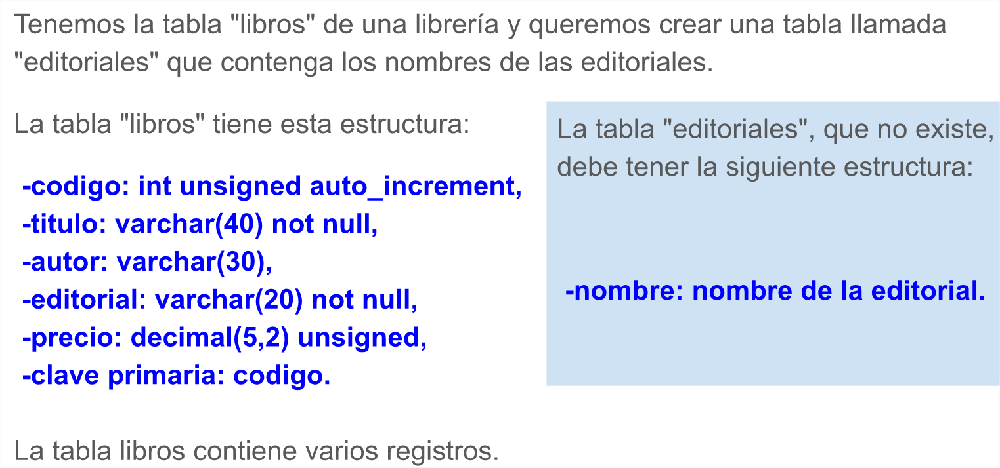 Tenemos la tabla "libros" de una librería y queremos crear una tabla llamada
"editoriales" que contenga los nombres de las editoriales.
La tabla "libros" tiene esta estructura:
-codigo: int unsigned auto_increment,
-titulo: varchar(40) not null,
-autor: varchar(30),
-editorial: varchar(20) not null,
-precio: decimal(5,2) unsigned,
-clave primaria: codigo.
La tabla "editoriales", que no existe,
debe tener la siguiente estructura:
-nombre: nombre de la editorial.
La tabla libros contiene varios registros.